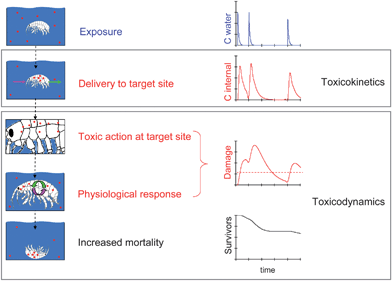 Exposure
C water
Delivery to target site
C internal
Toxicokinetics
Toxic action at target site
Physiological response
Damage
Toxicodynamics
Increased mortality
Survivors
time